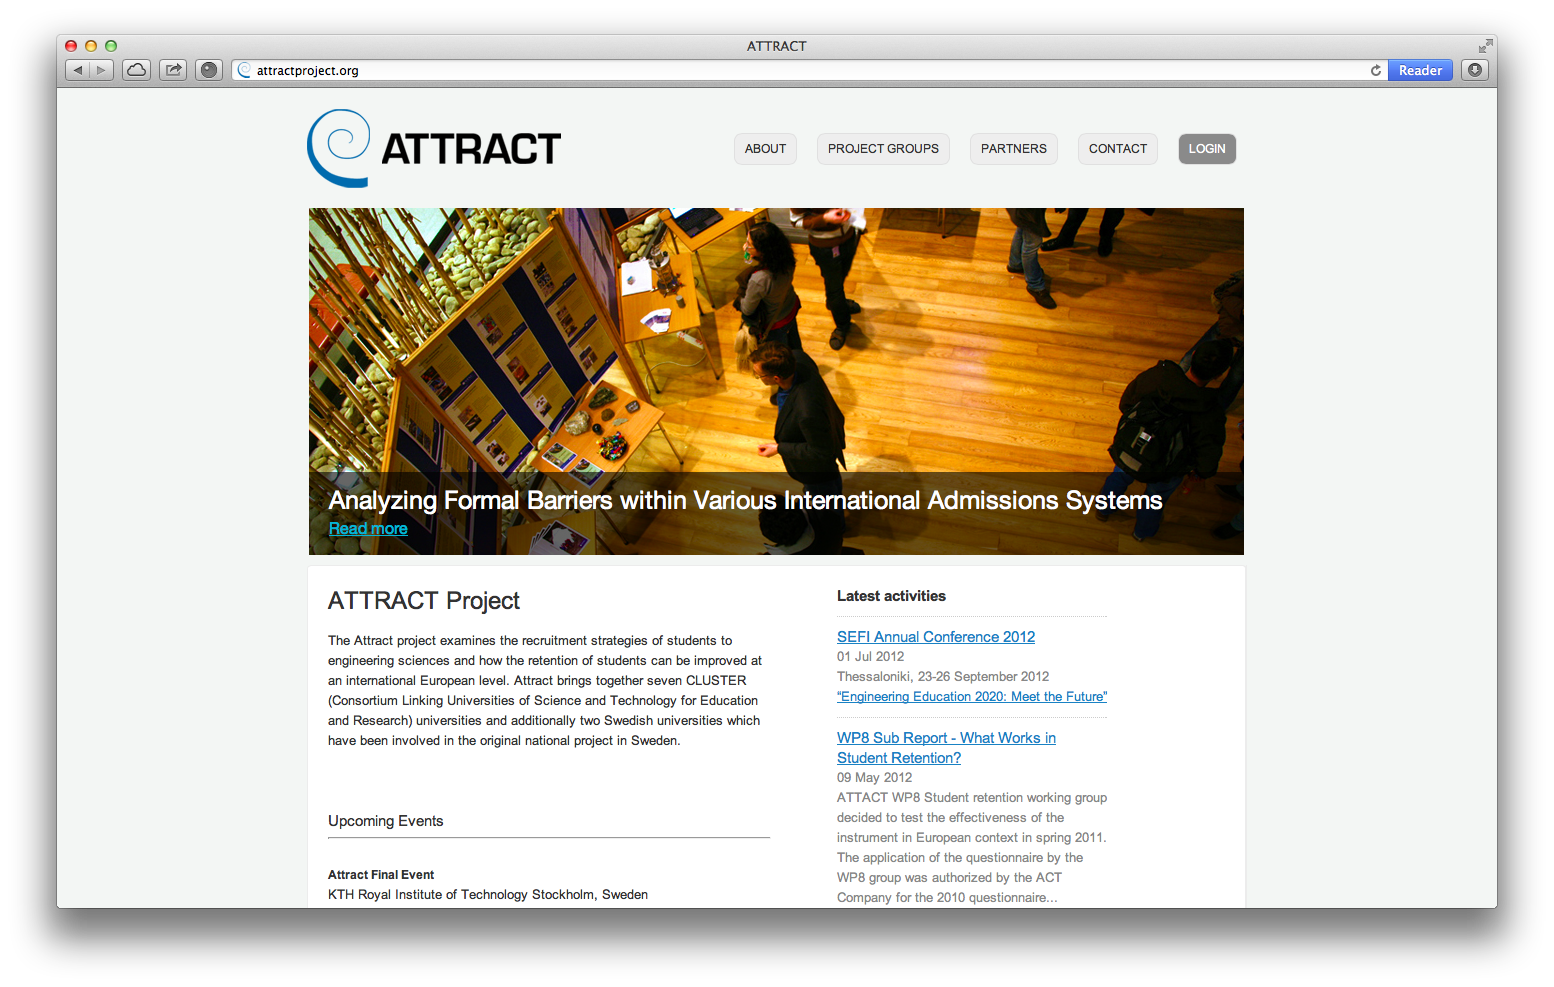 ATTRACT
attractproject.org
Reader
ATTRACT
ABOUT
PROJECT GROUPS
PARTNERS
CONTACT
LOGIN
Analyzing Formal Barriers within Various International Admissions Systems
Read more
ATTRACT Project
The Attract project examines the recruitment strategies of students to
engineering sciences and how the retention of students can be improved at
an international European level. Attract brings together seven CLUSTER
(Consortium Linking Universities of Science and Technology for Education
and Research) universities and additionally two Swedish universities which
have been involved in the original national project in Sweden.
Upcoming Events
Attract Final Event
KTH Royal Institute of Technology Stockholm, Sweden
Latest activities
SEFI Annual Conference 2012
01 Jul 2012
Thessaloniki, 23-26 September 2012
“Engineering Education 2020: Meet the Future”
WP8 Sub Report - What Works in
Student Retention?
09 May 2012
ATTACT WP8 Student retention working group
decided to test the effectiveness of the
instrument in European context in spring 2011.
The application of the questionnaire by the
WP8 group was authorized by the ACT
Company for the 2010 questionnaire...